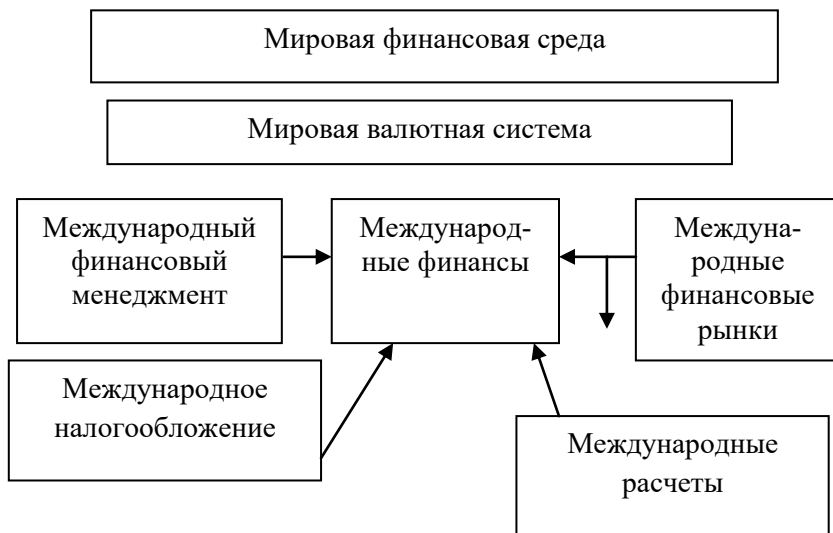 Мировая финансовая среда
Мировая валютная система
Международный
финансовый
менеджмент
Международ-
ные финансы
Междуна-
родные
финансовые
рынки
Международное
налогообложение
Международные
расчеты